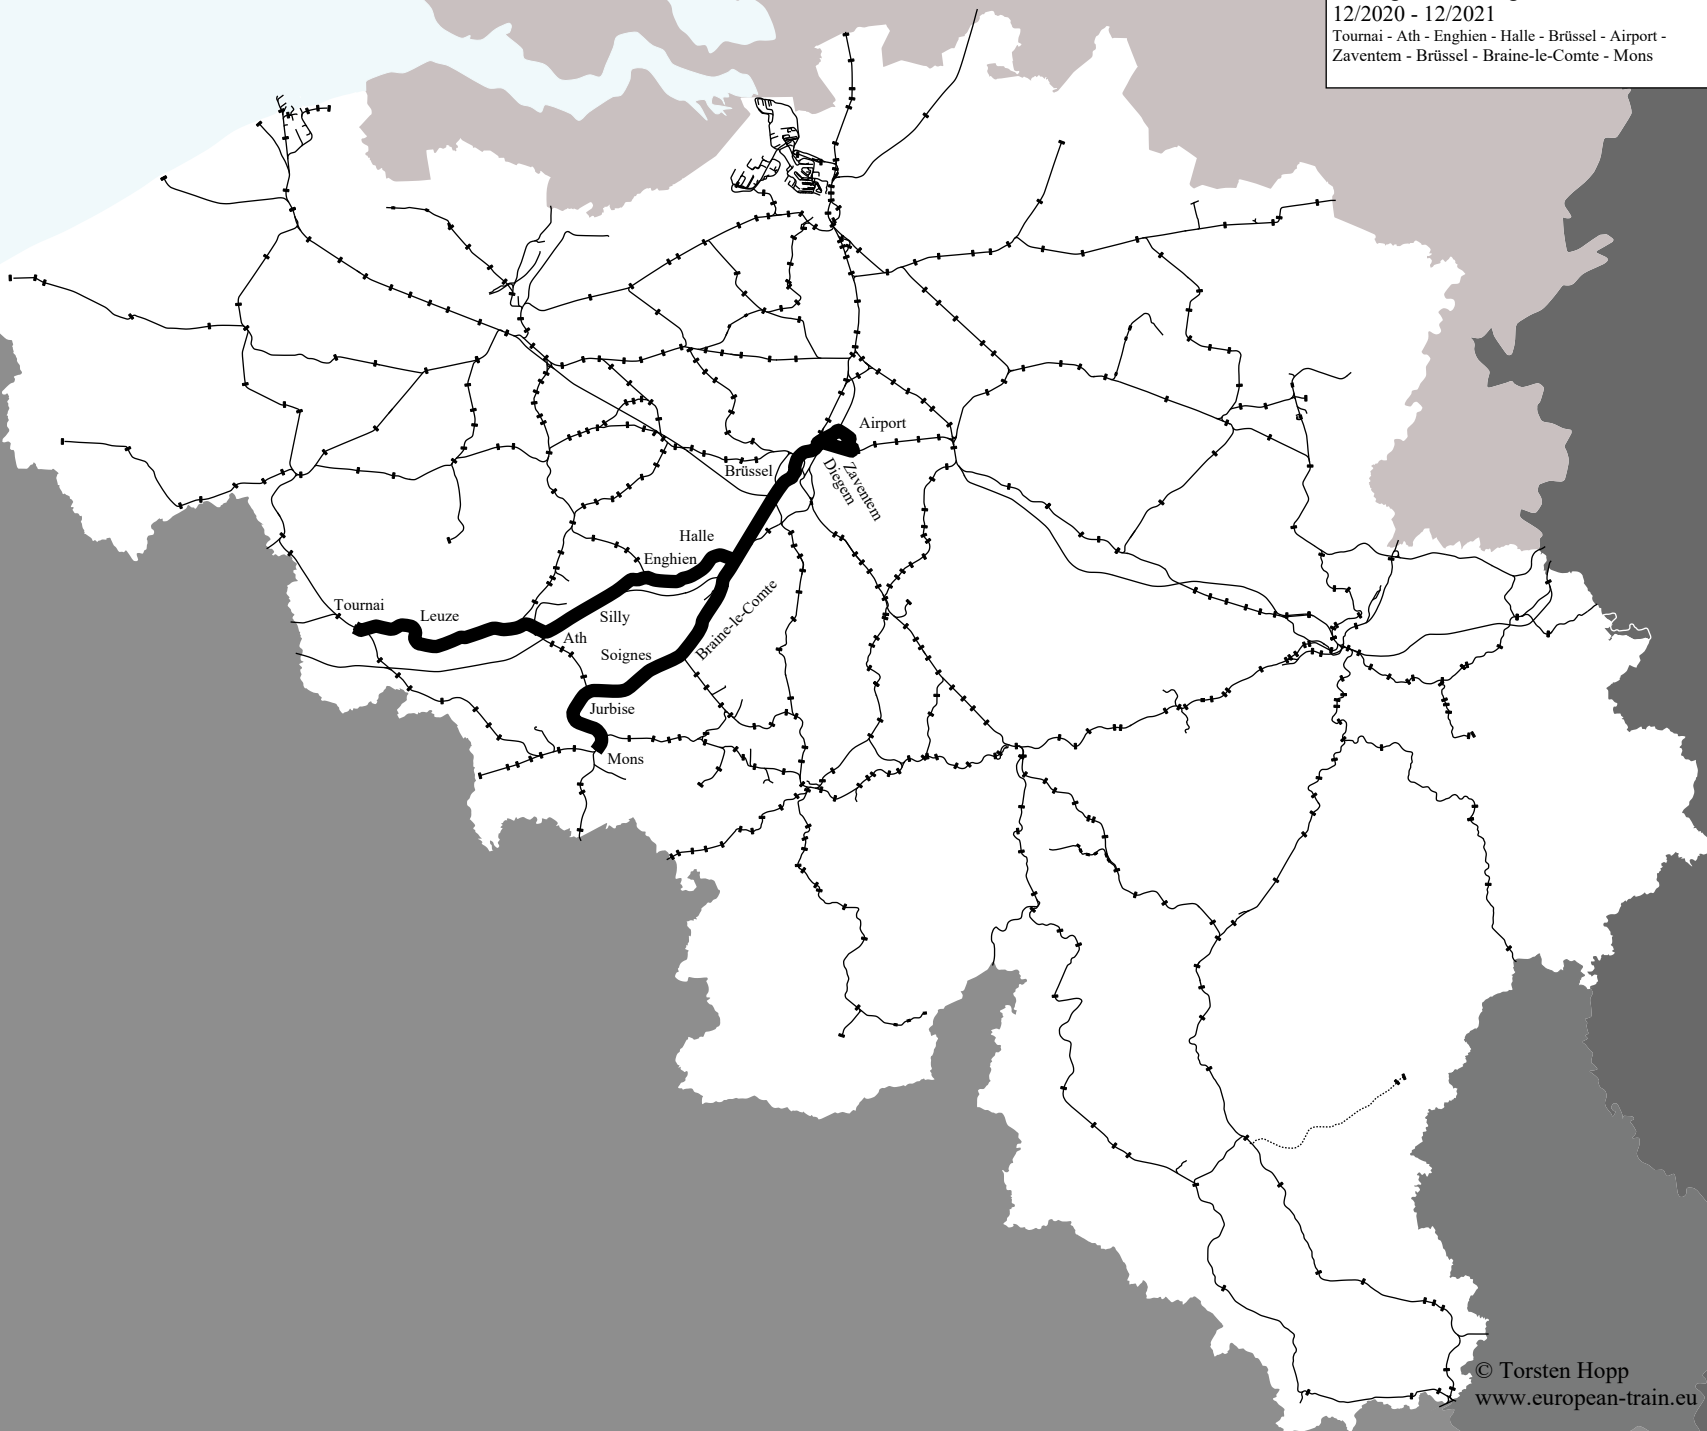 12/2020 - 12/2021
Tournai - Ath - Enghien - Halle - Brüssel - Airport -
Zaventem - Brüssel - Braine-le-Comte - Mons
Airport
Brüssel
Zaventem
Diegem
Halle
Enghien
Braine-le-Comte
Tournai
Leuze
Silly
Ath
Soignes
Jurbise
Mons
© Torsten Hopp
www.european-train.eu